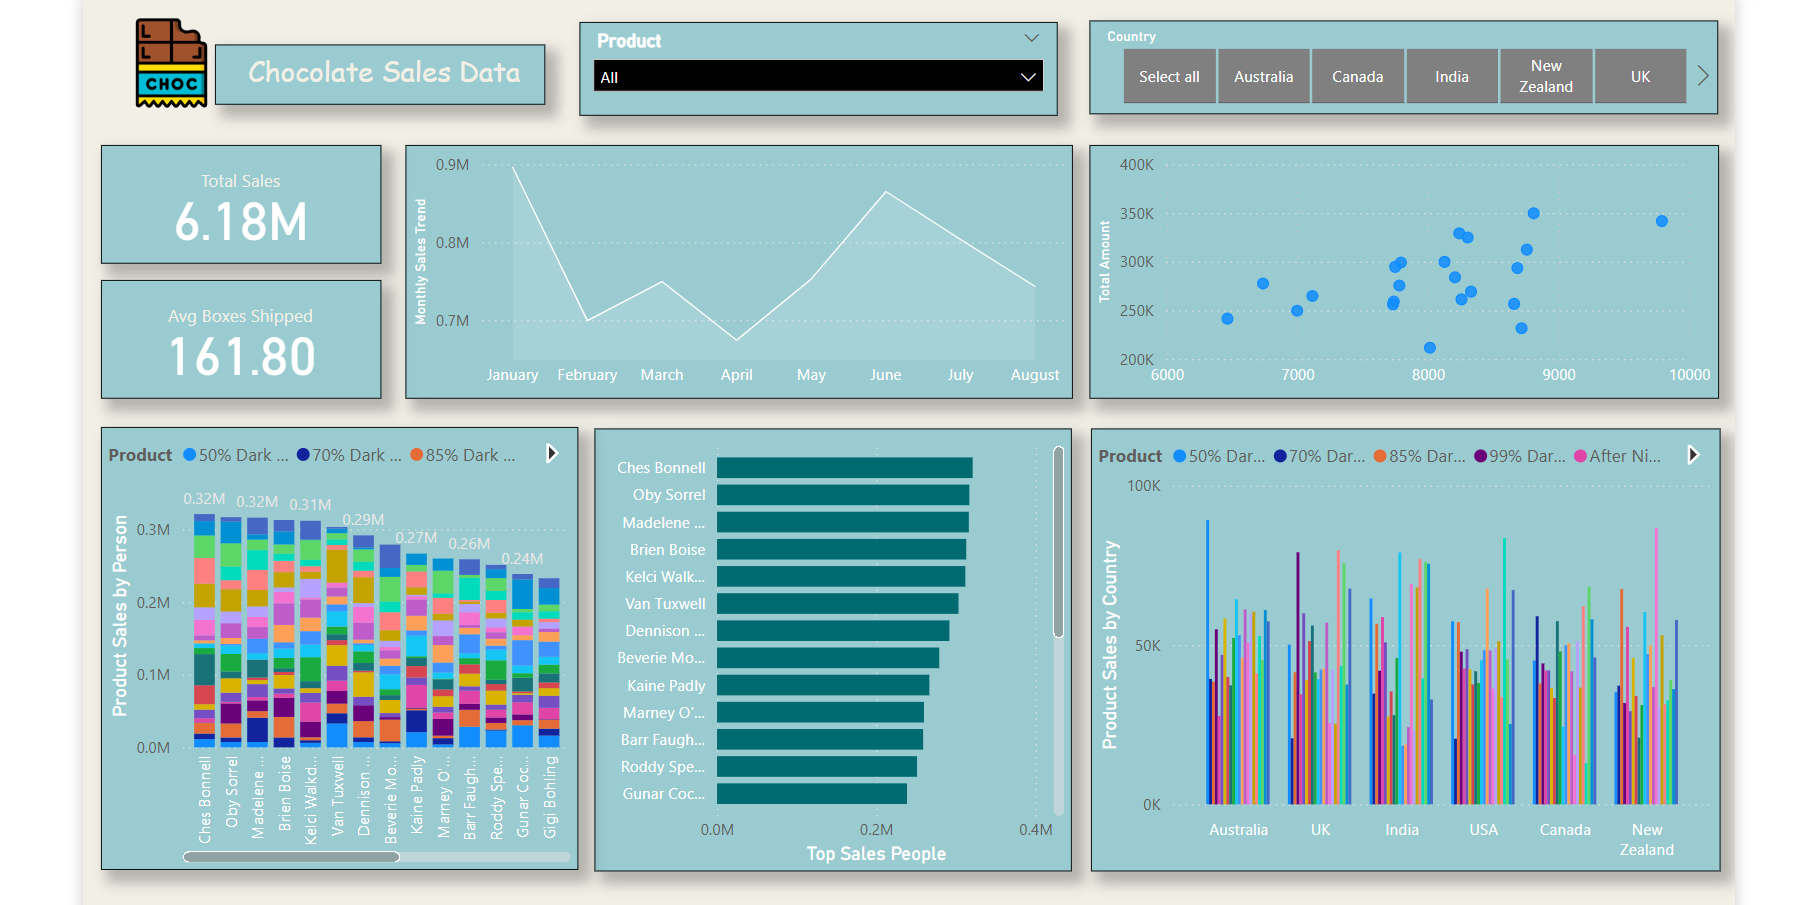 CHOC
Chocolate Sales Data
Product
All
Country
Select all
Australia
Canada
India
New
Zealand
UK
Total Sales
6.18M
Avg Boxes Shipped
161.80
Monthly Sales Trend
0.9M
0.8M
0.7M
January February March April May June July August
Total Amount
400K
350K
300K
250K
200K
6000 7000 8000 9000 10000
Product 50% Dark ... 70% Dark ... 85% Dark ...
Product Sales by Person
0.32M 0.32M 0.31M 0.29M 0.27M 0.26M 0.24M
0.3M
0.2M
0.1M
0.0M
Ches Bonnell
Oby Sorrel
Madelene ...
Brien Boise
Kelci Walkd...
Van Tuxwell
Dennison ...
Beverie Mo...
Kaine Padly
Marney O'...
Barr Faugh...
Roddy Spe...
Gunar Coc...
Gigi Bohling
Ches Bonnell
Oby Sorrel
Madelene ...
Brien Boise
Kelci Walk...
Van Tuxwell
Dennison ...
Beverie Mo...
Kaine Padly
Marney O'...
Barr Faugh...
Roddy Spe...
Gunar Coc...
0.0M 0.2M 0.4M
Top Sales People
Product 50% Dar... 70% Dar... 85% Dar... 99% Dar... After Ni...
Product Sales by Country
100K
50K
0K
Australia UK India USA Canada New
Zealand